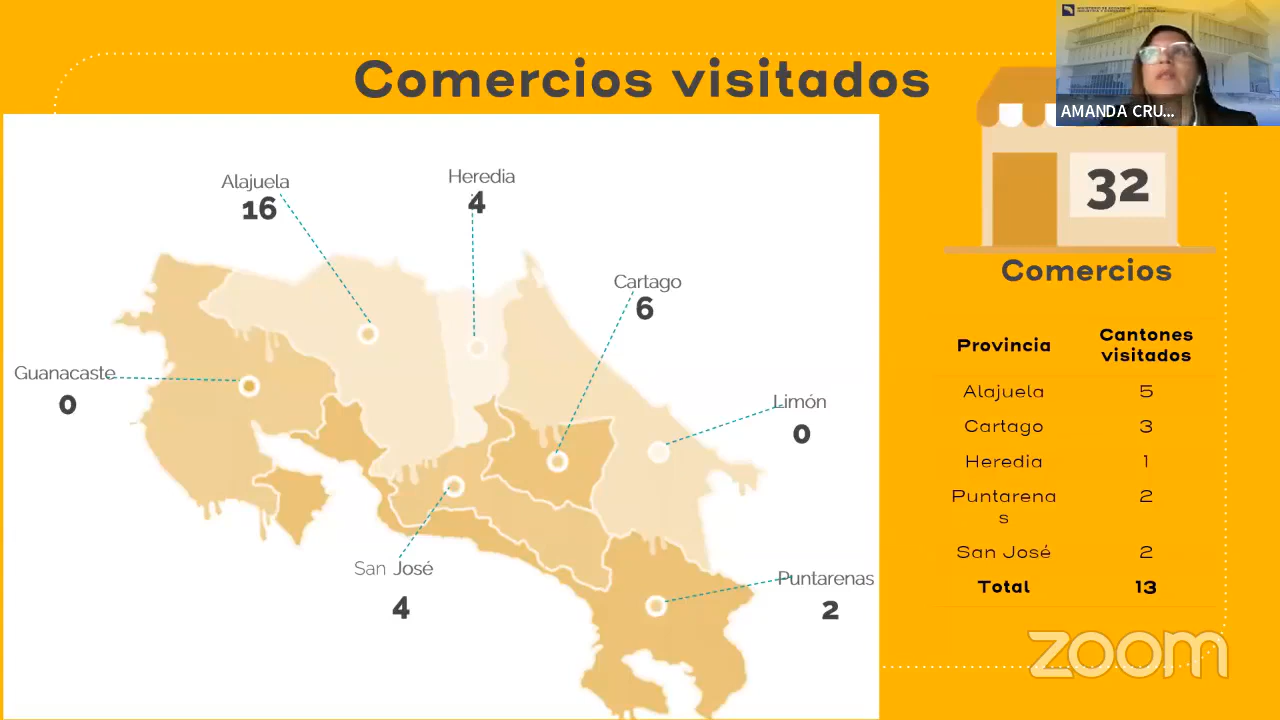 Comercios visitados
AMANDA CRU...
Alajuela
16
Heredia
4
Cartago
6
Guanacaste
0
Limón
0
San José
4
Puntarenas
2
32
Comercios
Provincia
Cantones
visitados
Alajuela 5
Cartago 3
Heredia 1
Puntarena 2
s
San José 2
Total 13
zoom